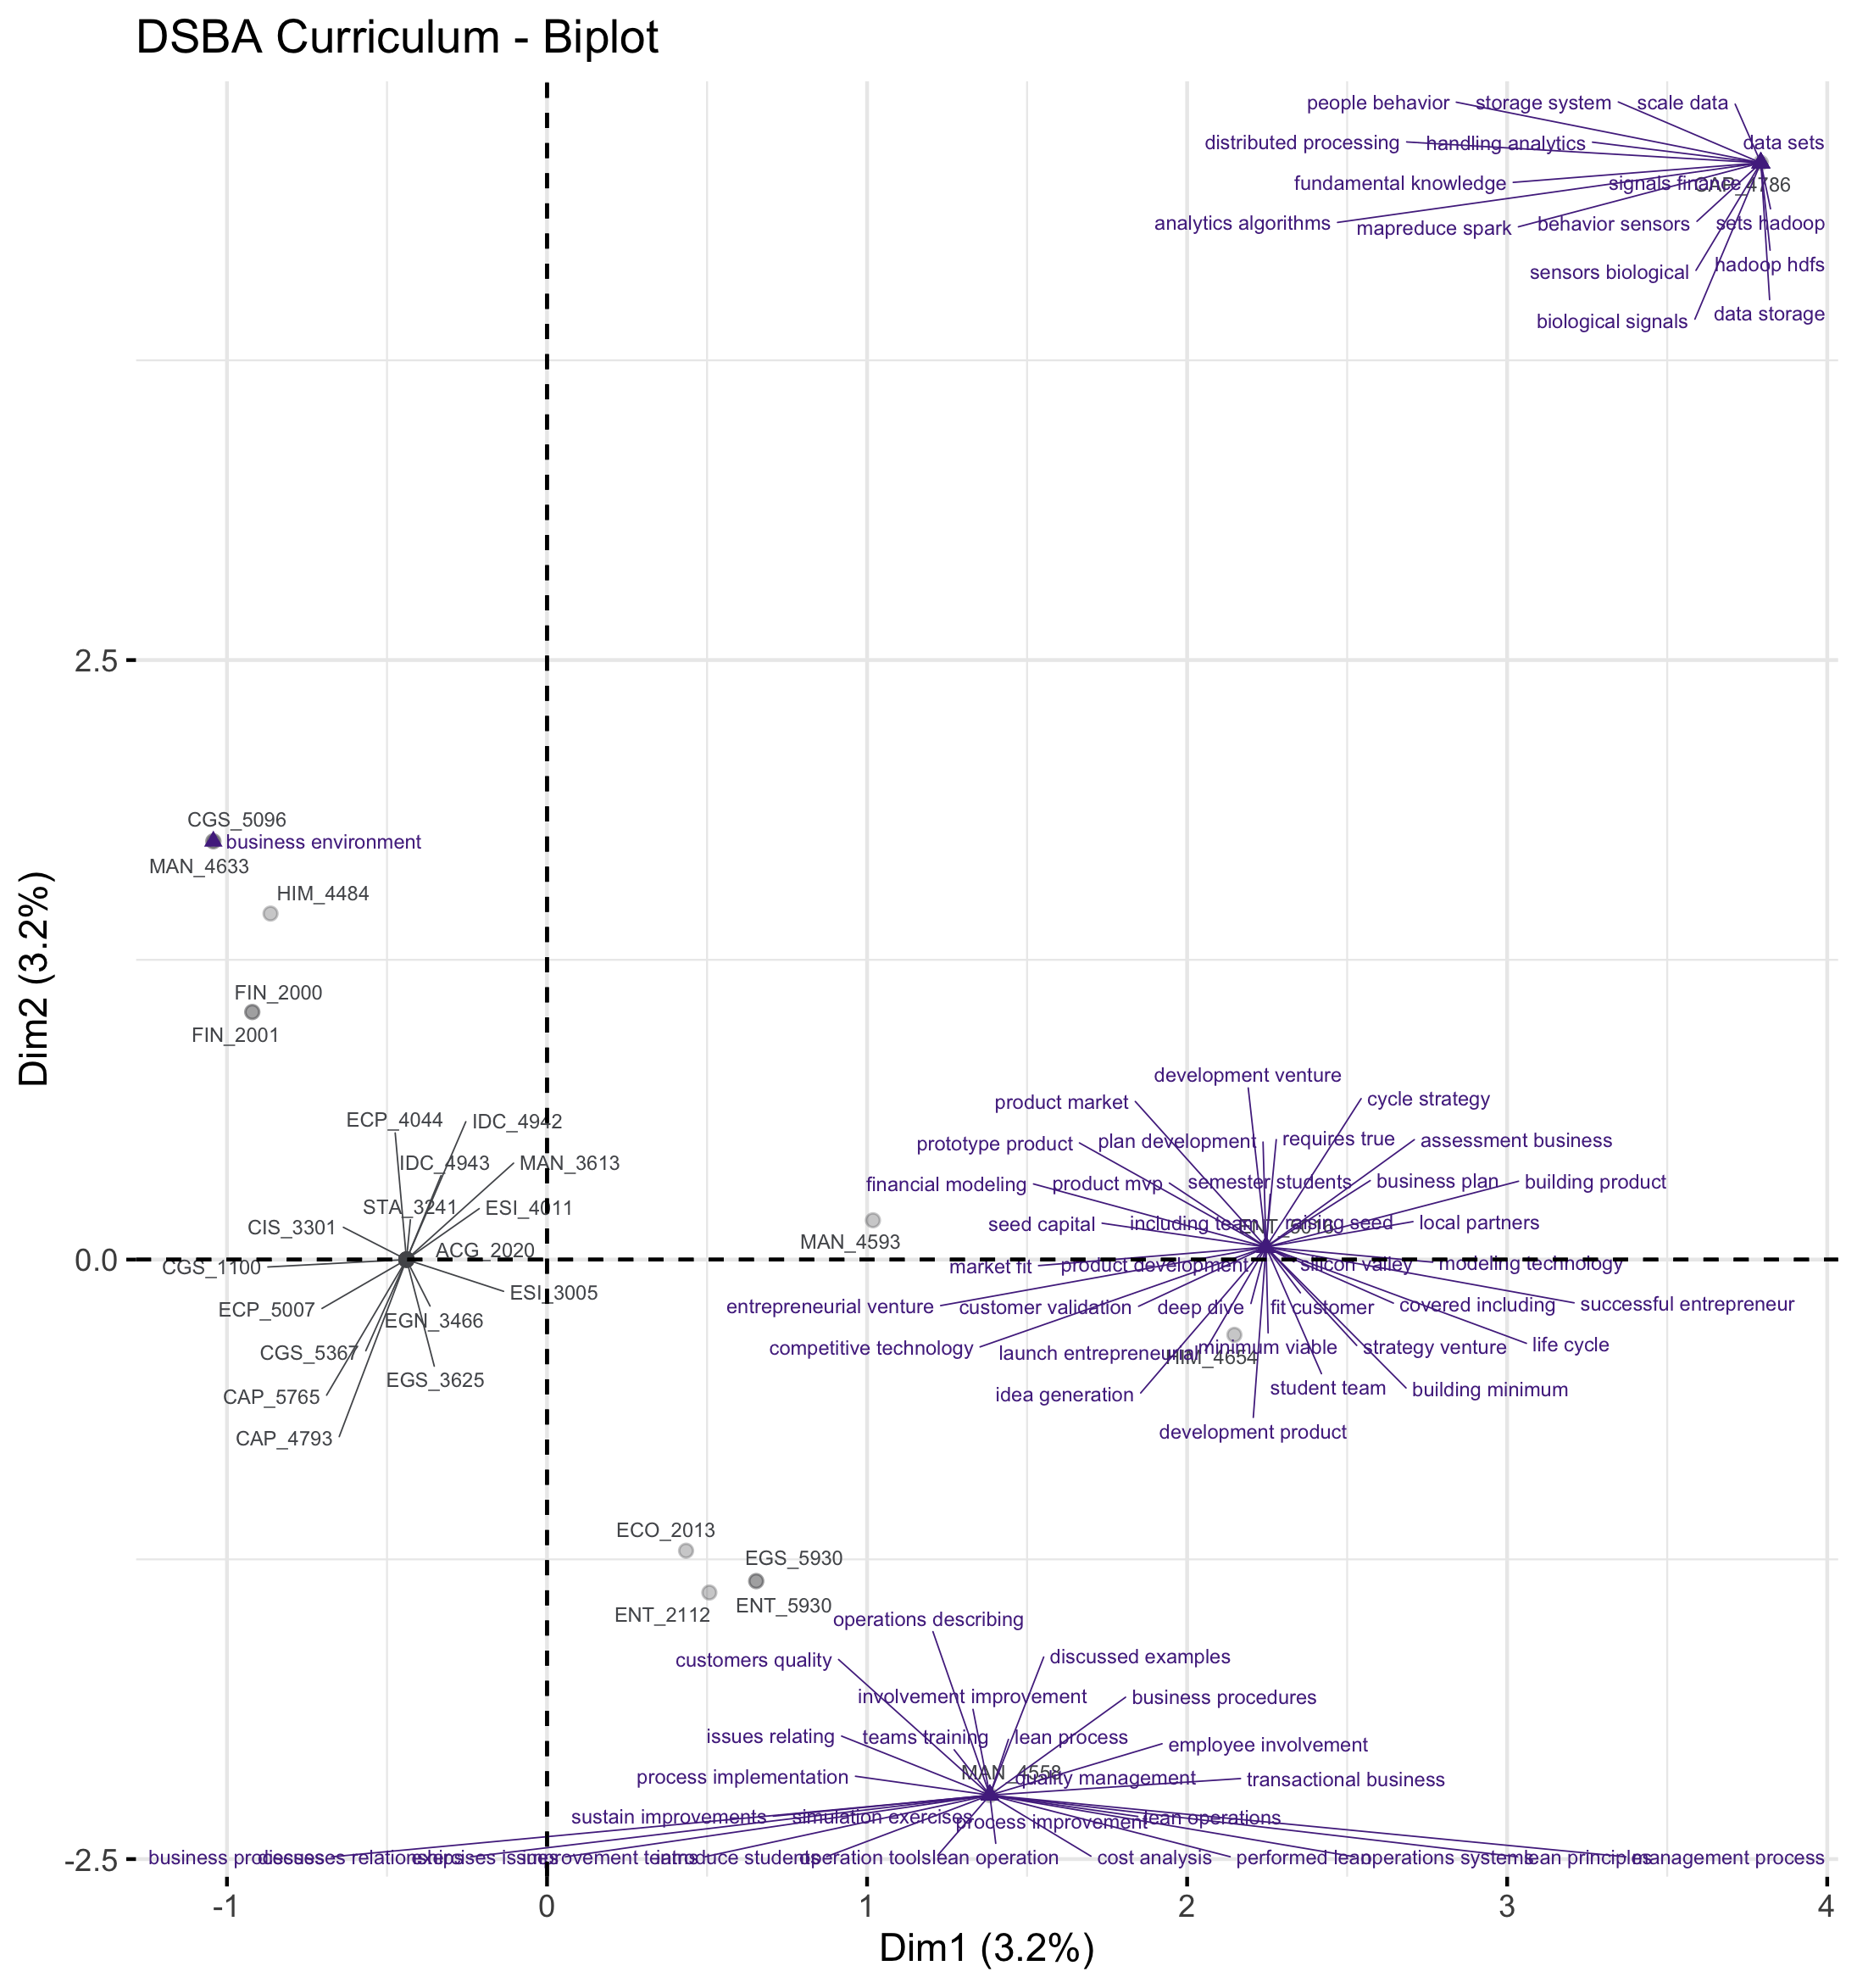 DSBA Curriculum - Biplot
people behavior
storage system
scale data
distributed processing
handling analytics
data sets
fundamental knowledge
signals finance
CAP_4786
analytics algorithms
mapreduce spark
behavior sensors
sets hadoop
sensors biological
hadoop hdfs
biological signals
data storage
2.5
CGS_5096
business environment
MAN_4633
HIM_4484
FIN_2000
FIN_2001
Dim2 (3.2%)
development venture
product market
cycle strategy
ECP_4044
IDC_4942
prototype product
plan development
requires true
assessment business
IDC_4943
MAN_3613
financial modeling
product mvp
semester students
business plan
building product
STA_3241
ESI_4011
CIS_3301
MAN_4593
seed capital
including team
raising seed
local partners
ACG_2020
0.0
CGS_1100
market fit
product development
silicon valley
modeling technology
ESI_3005
ECP_5007
EGN_3466
entrepreneurial venture
customer validation
deep dive
fit customer
covered including
successful entrepreneur
CGS_5367
EGS_3625
competitive technology
launch entrepreneurial
minimum viable
HIM_4654
strategy venture
life cycle
CAP_5765
idea generation
student team
building minimum
CAP_4793
development product
ECO_2013
EGS_5930
ENT_2112
ENT_5930
operations describing
customers quality
discussed examples
involvement improvement
business procedures
issues relating
teams training
lean process
employee involvement
MAN_4558
process implementation
quality management
transactional business
sustain improvements
simulation exercises
process improvement
lean operations
business processes
discuss relationships
exercises issues
improvement teams
introduce students
operation tools
lean operation
cost analysis
performed lean
operations systems
lean principles
management process
-2.5
-1
0
1
2
3
4
Dim1 (3.2%)